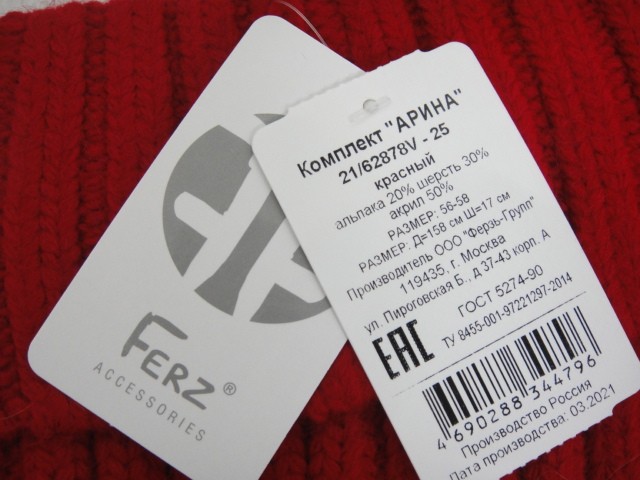 FERZ®
ACCESSORIES
Комплект "АРИНА"
21/62878V - 25
красный
альпака 20% шерсть 30%
акрил 50%
РАЗМЕР: 56-58
РАЗМЕР: Д=158 см Ш=17 см
Производитель ООО "Ферзь-Групп"
119435, г. Москва
ул. Пироговская Б., д 37-43 корп. А
ГОСТ 5274-90
ТУ 8455-001-97221297-2014
EAC
4 690288 344796
Производство Россия
Дата производства: 03.2021